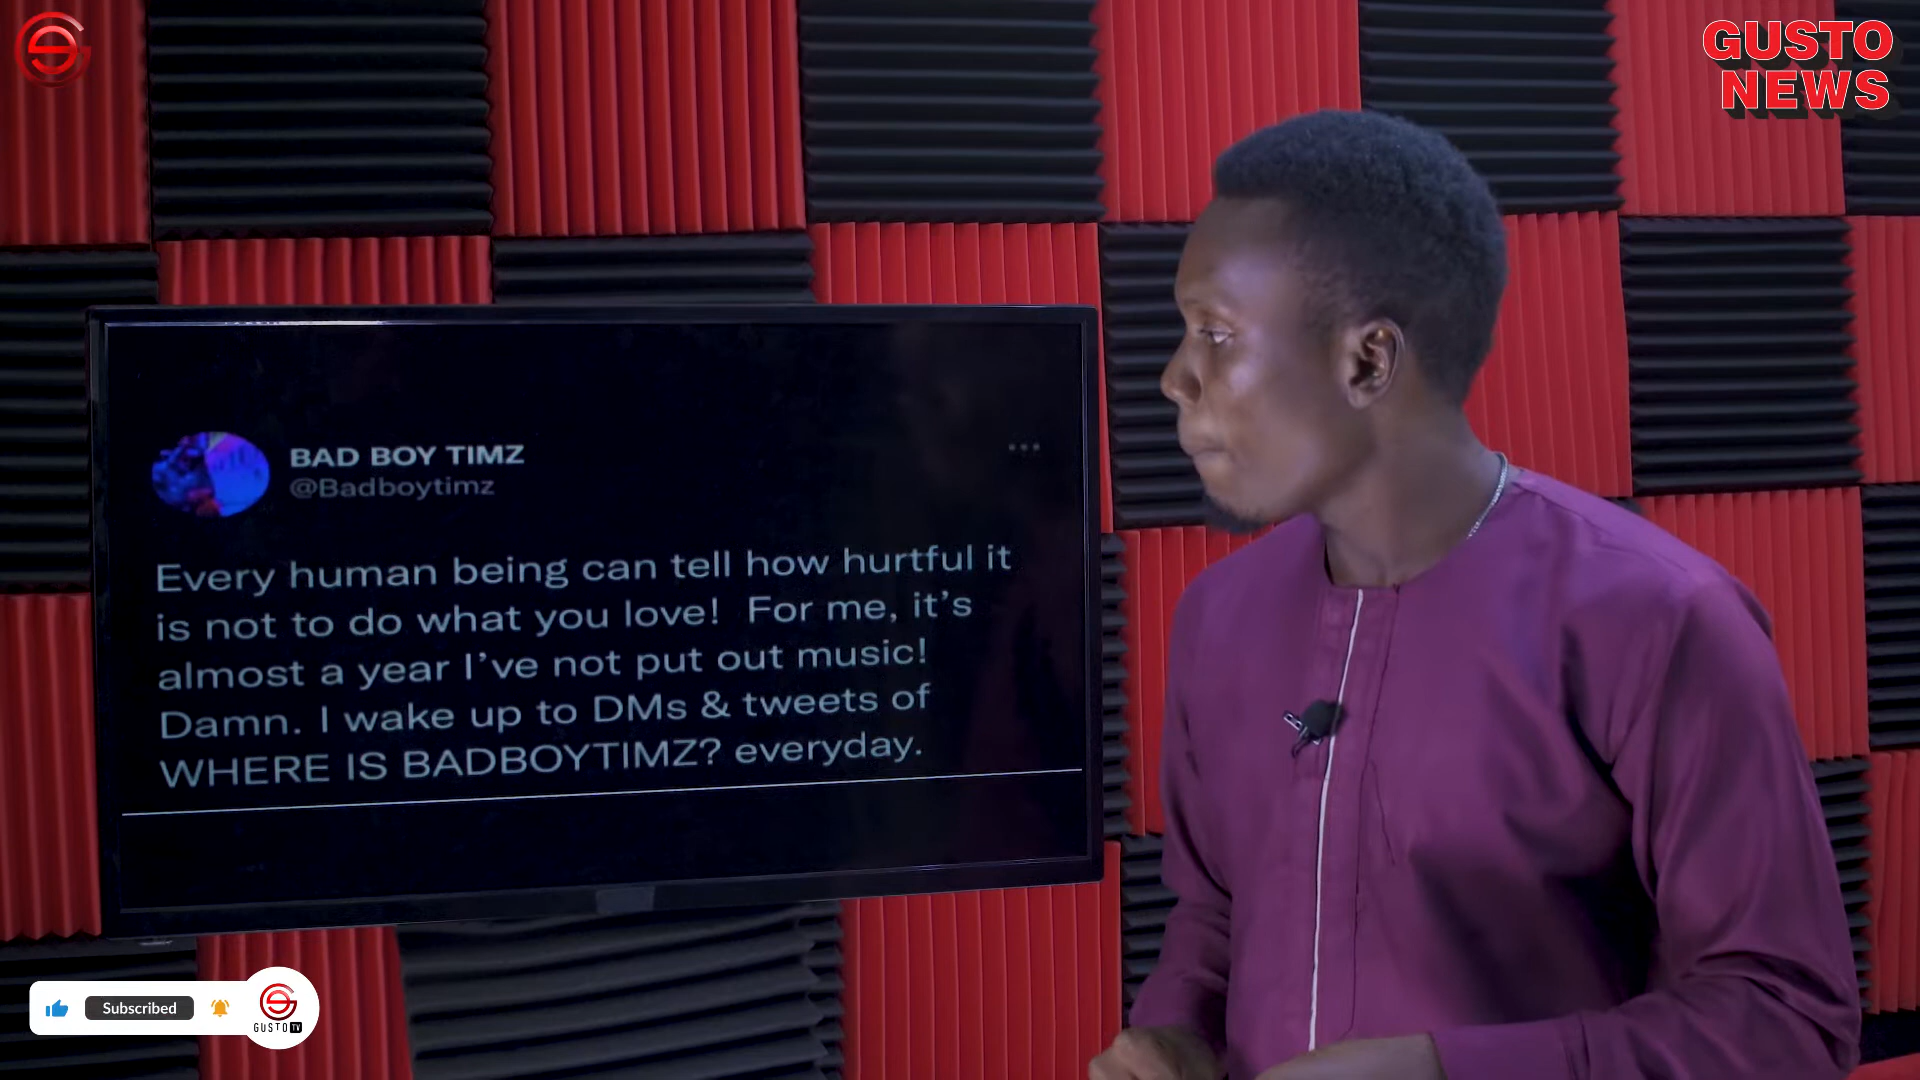 GUSTO
NEWS
BAD BOY TIMZ
@Badboytimz
Every human being can tell how hurtful it
is not to do what you love! For me, it’s
almost a year I’ve not put out music!
Damn. I wake up to DMs & tweets of
WHERE IS BADBOYTIMZ? everyday.
Subscribed
GUSTO TV